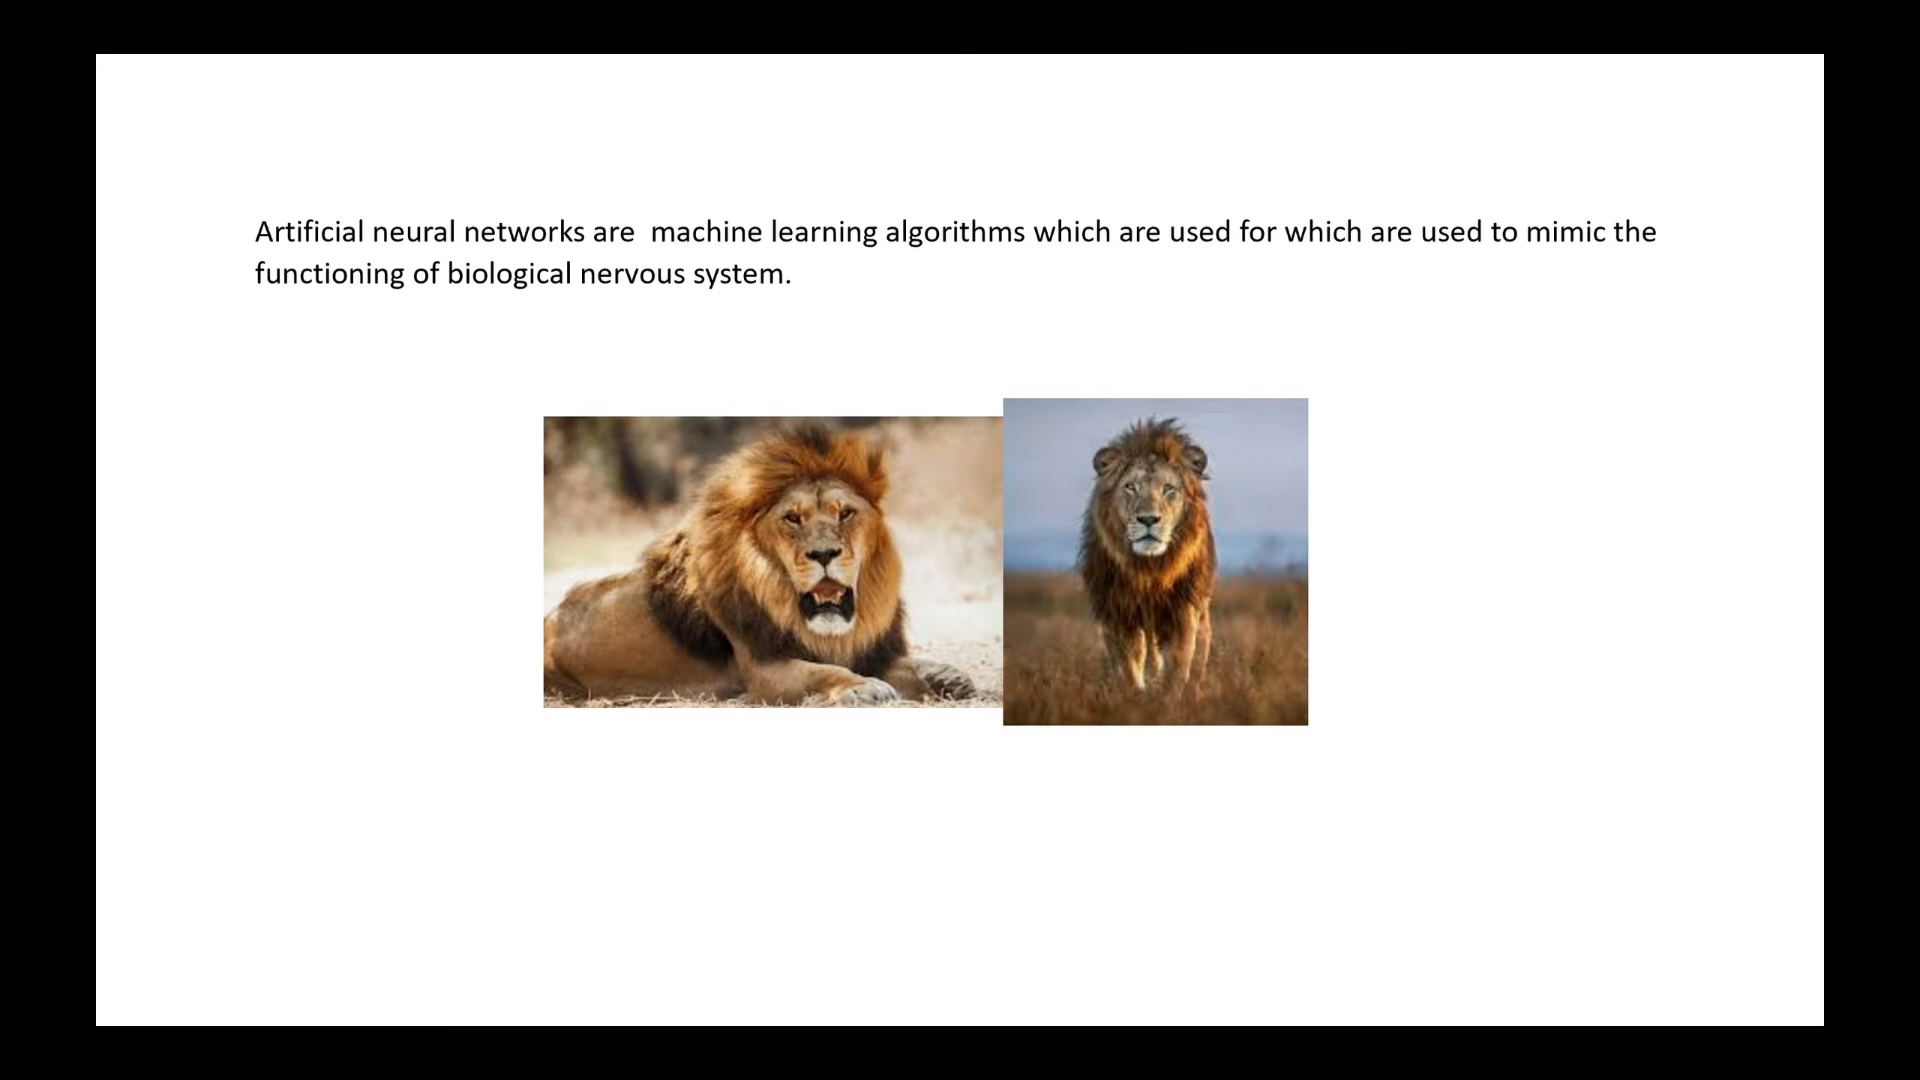 Artificial neural networks are  machine learning algorithms which are used for which are used to mimic the
functioning of biological nervous system.